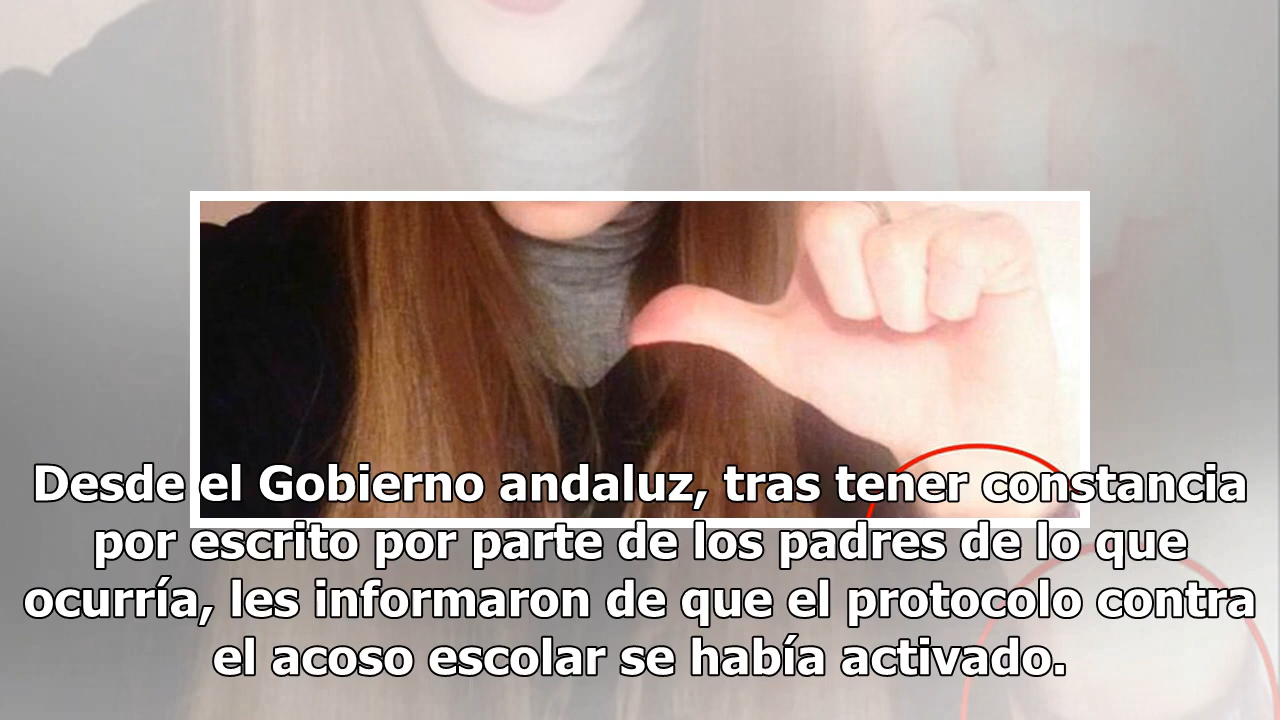 Desde el Gobierno andaluz, tras tener constancia
por escrito por parte de los padres de lo que
ocurría, les informaron de que el protocolo contra
el acoso escolar se había activado.